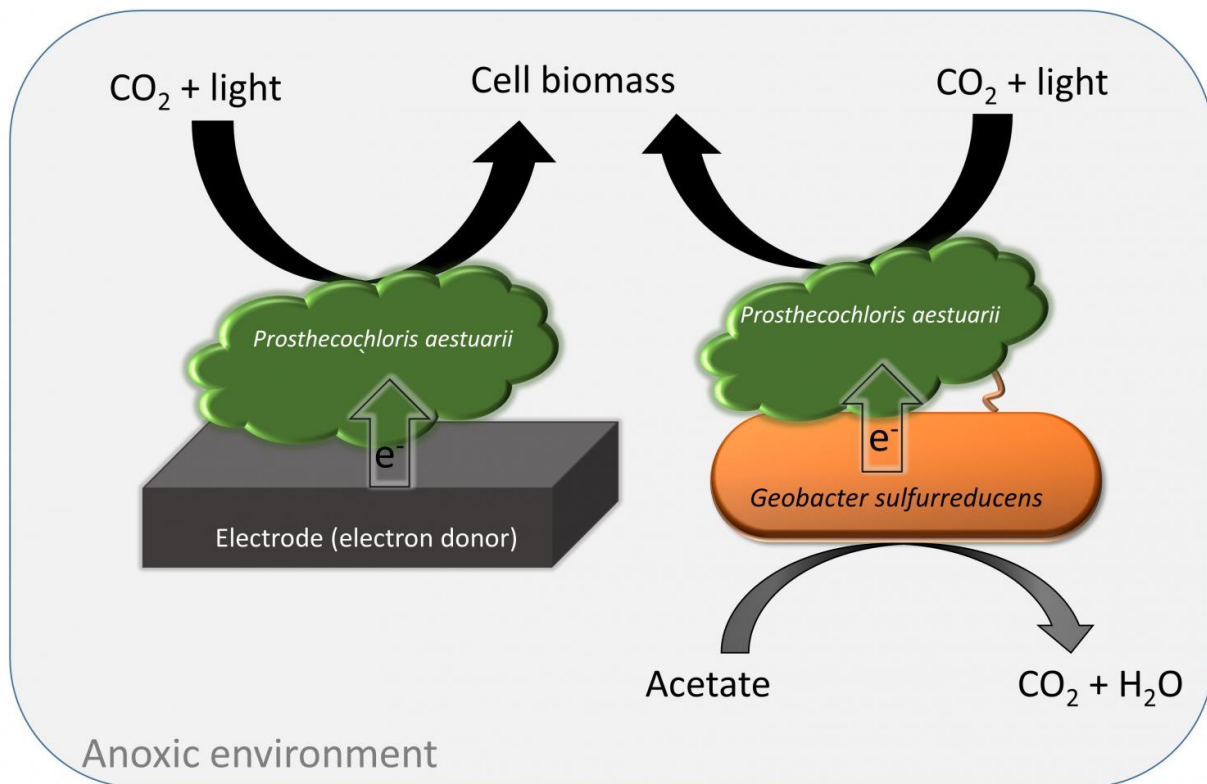 CO₂ + light
Cell biomass
CO₂ + light
Prosthecochloris aestuarii
`
Prosthecochloris aestuarii
e⁻
e⁻
Electrode (electron donor)
Geobacter sulfurreducens
Acetate
CO₂ + H₂O
Anoxic environment